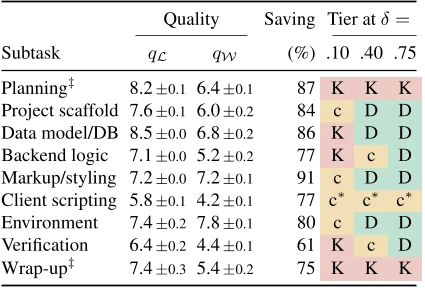 Quality Saving Tier at δ =
Subtask q_ℒ q_𝒲 (%) .10 .40 .75
Planning‡ 8.2 ±0.1 6.4 ±0.1 87 K K K
Project scaffold 7.6 ±0.1 6.0 ±0.2 84 c D D
Data model/DB 8.5 ±0.0 6.8 ±0.2 86 K D D
Backend logic 7.1 ±0.0 5.2 ±0.2 77 K c D
Markup/styling 7.2 ±0.0 7.2 ±0.1 91 c D D
Client scripting 5.8 ±0.1 4.2 ±0.1 77 c* c* c*
Environment 7.4 ±0.2 7.8 ±0.1 80 c D D
Verification 6.4 ±0.2 4.4 ±0.1 61 K c D
Wrap-up‡ 7.4 ±0.3 5.4 ±0.2 75 K K K